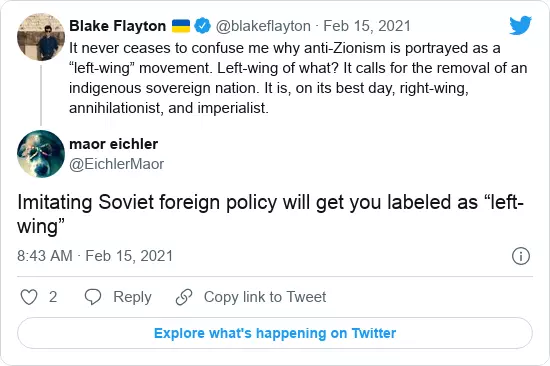 Blake Flayton 🇺🇦 @blakeflayton · Feb 15, 2021
It never ceases to confuse me why anti-Zionism is portrayed as a
“left-wing” movement. Left-wing of what? It calls for the removal of an
indigenous sovereign nation. It is, on its best day, right-wing,
annihilationist, and imperialist.
maor eichler
@EichlerMaor
Imitating Soviet foreign policy will get you labeled as “left-
wing”
8:43 AM · Feb 15, 2021
2 Reply Copy link to Tweet
Explore what's happening on Twitter